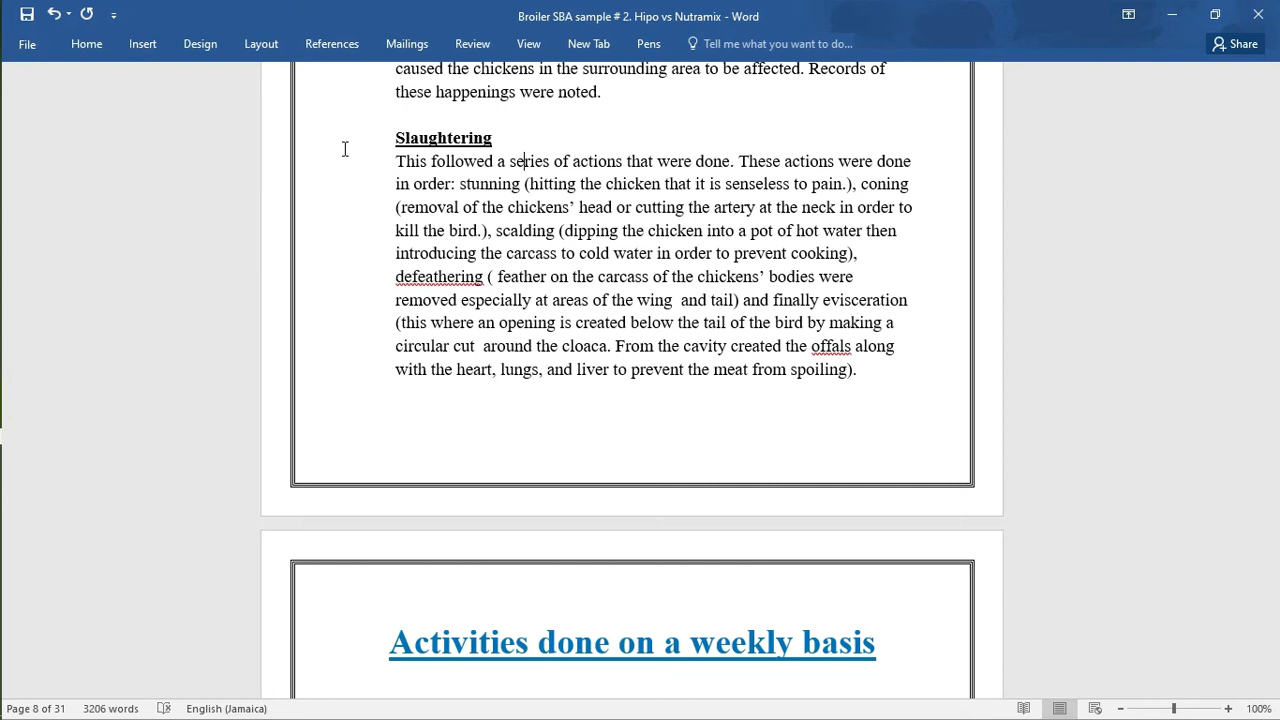 Broiler SBA sample # 2. Hipo vs Nutramix - Word
File Home Insert Design Layout References Mailings Review View New Tab Pens Tell me what you want to do... Share
caused the chickens in the surrounding area to be affected. Records of
these happenings were noted.
Slaughtering
This followed a series of actions that were done. These actions were done
in order: stunning (hitting the chicken that it is senseless to pain.), coning
(removal of the chickens’ head or cutting the artery at the neck in order to
kill the bird.), scalding (dipping the chicken into a pot of hot water then
introducing the carcass to cold water in order to prevent cooking),
defeathering ( feather on the carcass of the chickens’ bodies were
removed especially at areas of the wing  and tail) and finally evisceration
(this where an opening is created below the tail of the bird by making a
circular cut  around the cloaca. From the cavity created the offals along
with the heart, lungs, and liver to prevent the meat from spoiling).
Activities done on a weekly basis
Page 8 of 31 3206 words English (Jamaica) 100%